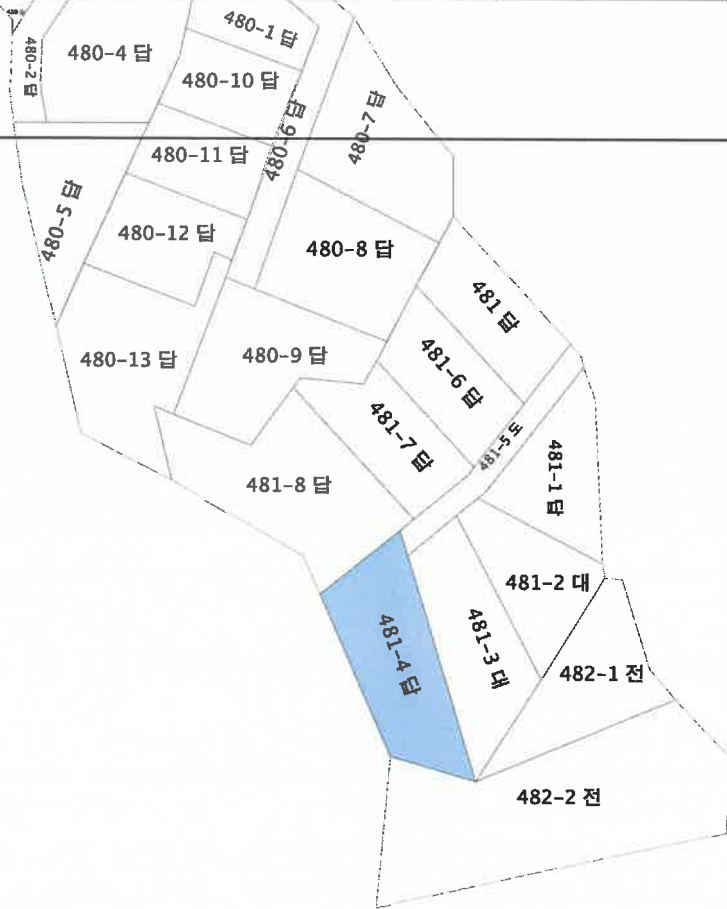 480-1 답
480-4 답
480-2 답
480-10 답
480-6 답
480-7 답
480-11 답
480-5 답
480-12 답
480-8 답
481 답
480-13 답
480-9 답
481-6 답
481-7 답
481-5 도
481-1 답
481-8 답
481-2 대
481-4 답
481-3 대
482-1 전
482-2 전